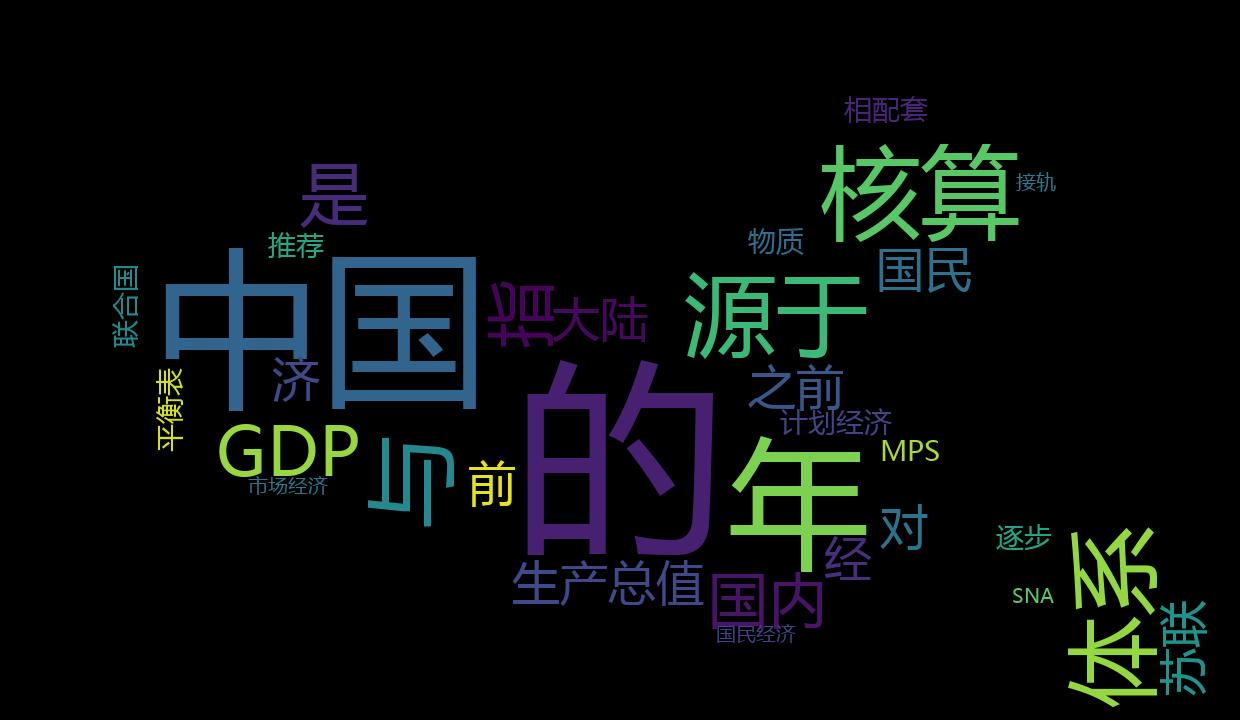 相配套
核算
接轨
是
推荐
物质
国民
联合国
中国
指
大陆
源于
济
的
之前
平衡表
计划经济
GDP
与
前
年
MPS
市场经济
对
逐步
体系
经
生产总值
国内
SNA
苏联
国民经济